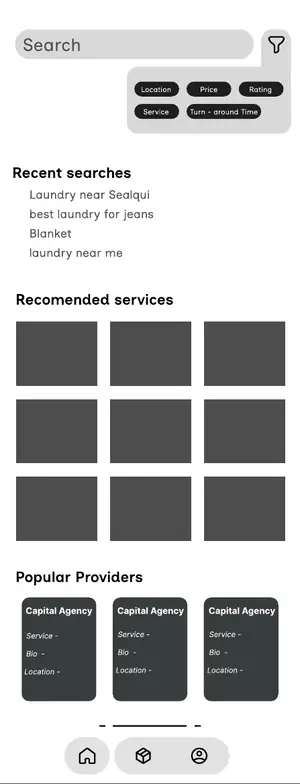 Search
Location Price Rating
Service Turn - around Time
Recent searches
Laundry near Sealqui
best laundry for jeans
Blanket
laundry near me
Recomended services
Popular Providers
Capital Agency Capital Agency Capital Agency
Service - Service - Service -
Bio - Bio - Bio -
Location - Location - Location -